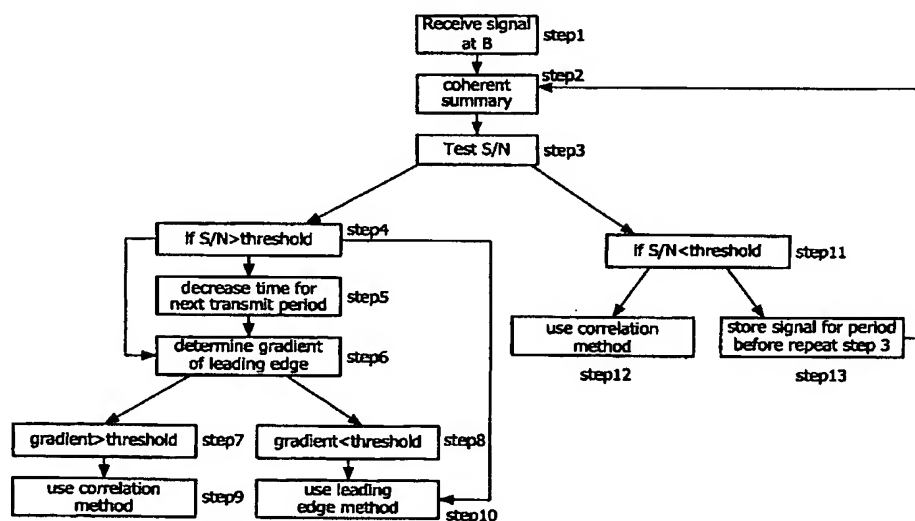 Receive signal
at B
step1
step2
coherent
summary
Test S/N
step3
if S/N>threshold
step4
if S/N<threshold
step11
decrease time for
next transmit period
step5
use correlation
method
step12
store signal for period
before repeat step 3
step13
determine gradient
of leading edge
step6
gradient>threshold
step7
gradient<threshold
step8
use correlation
method
step9
use leading
edge method
step10